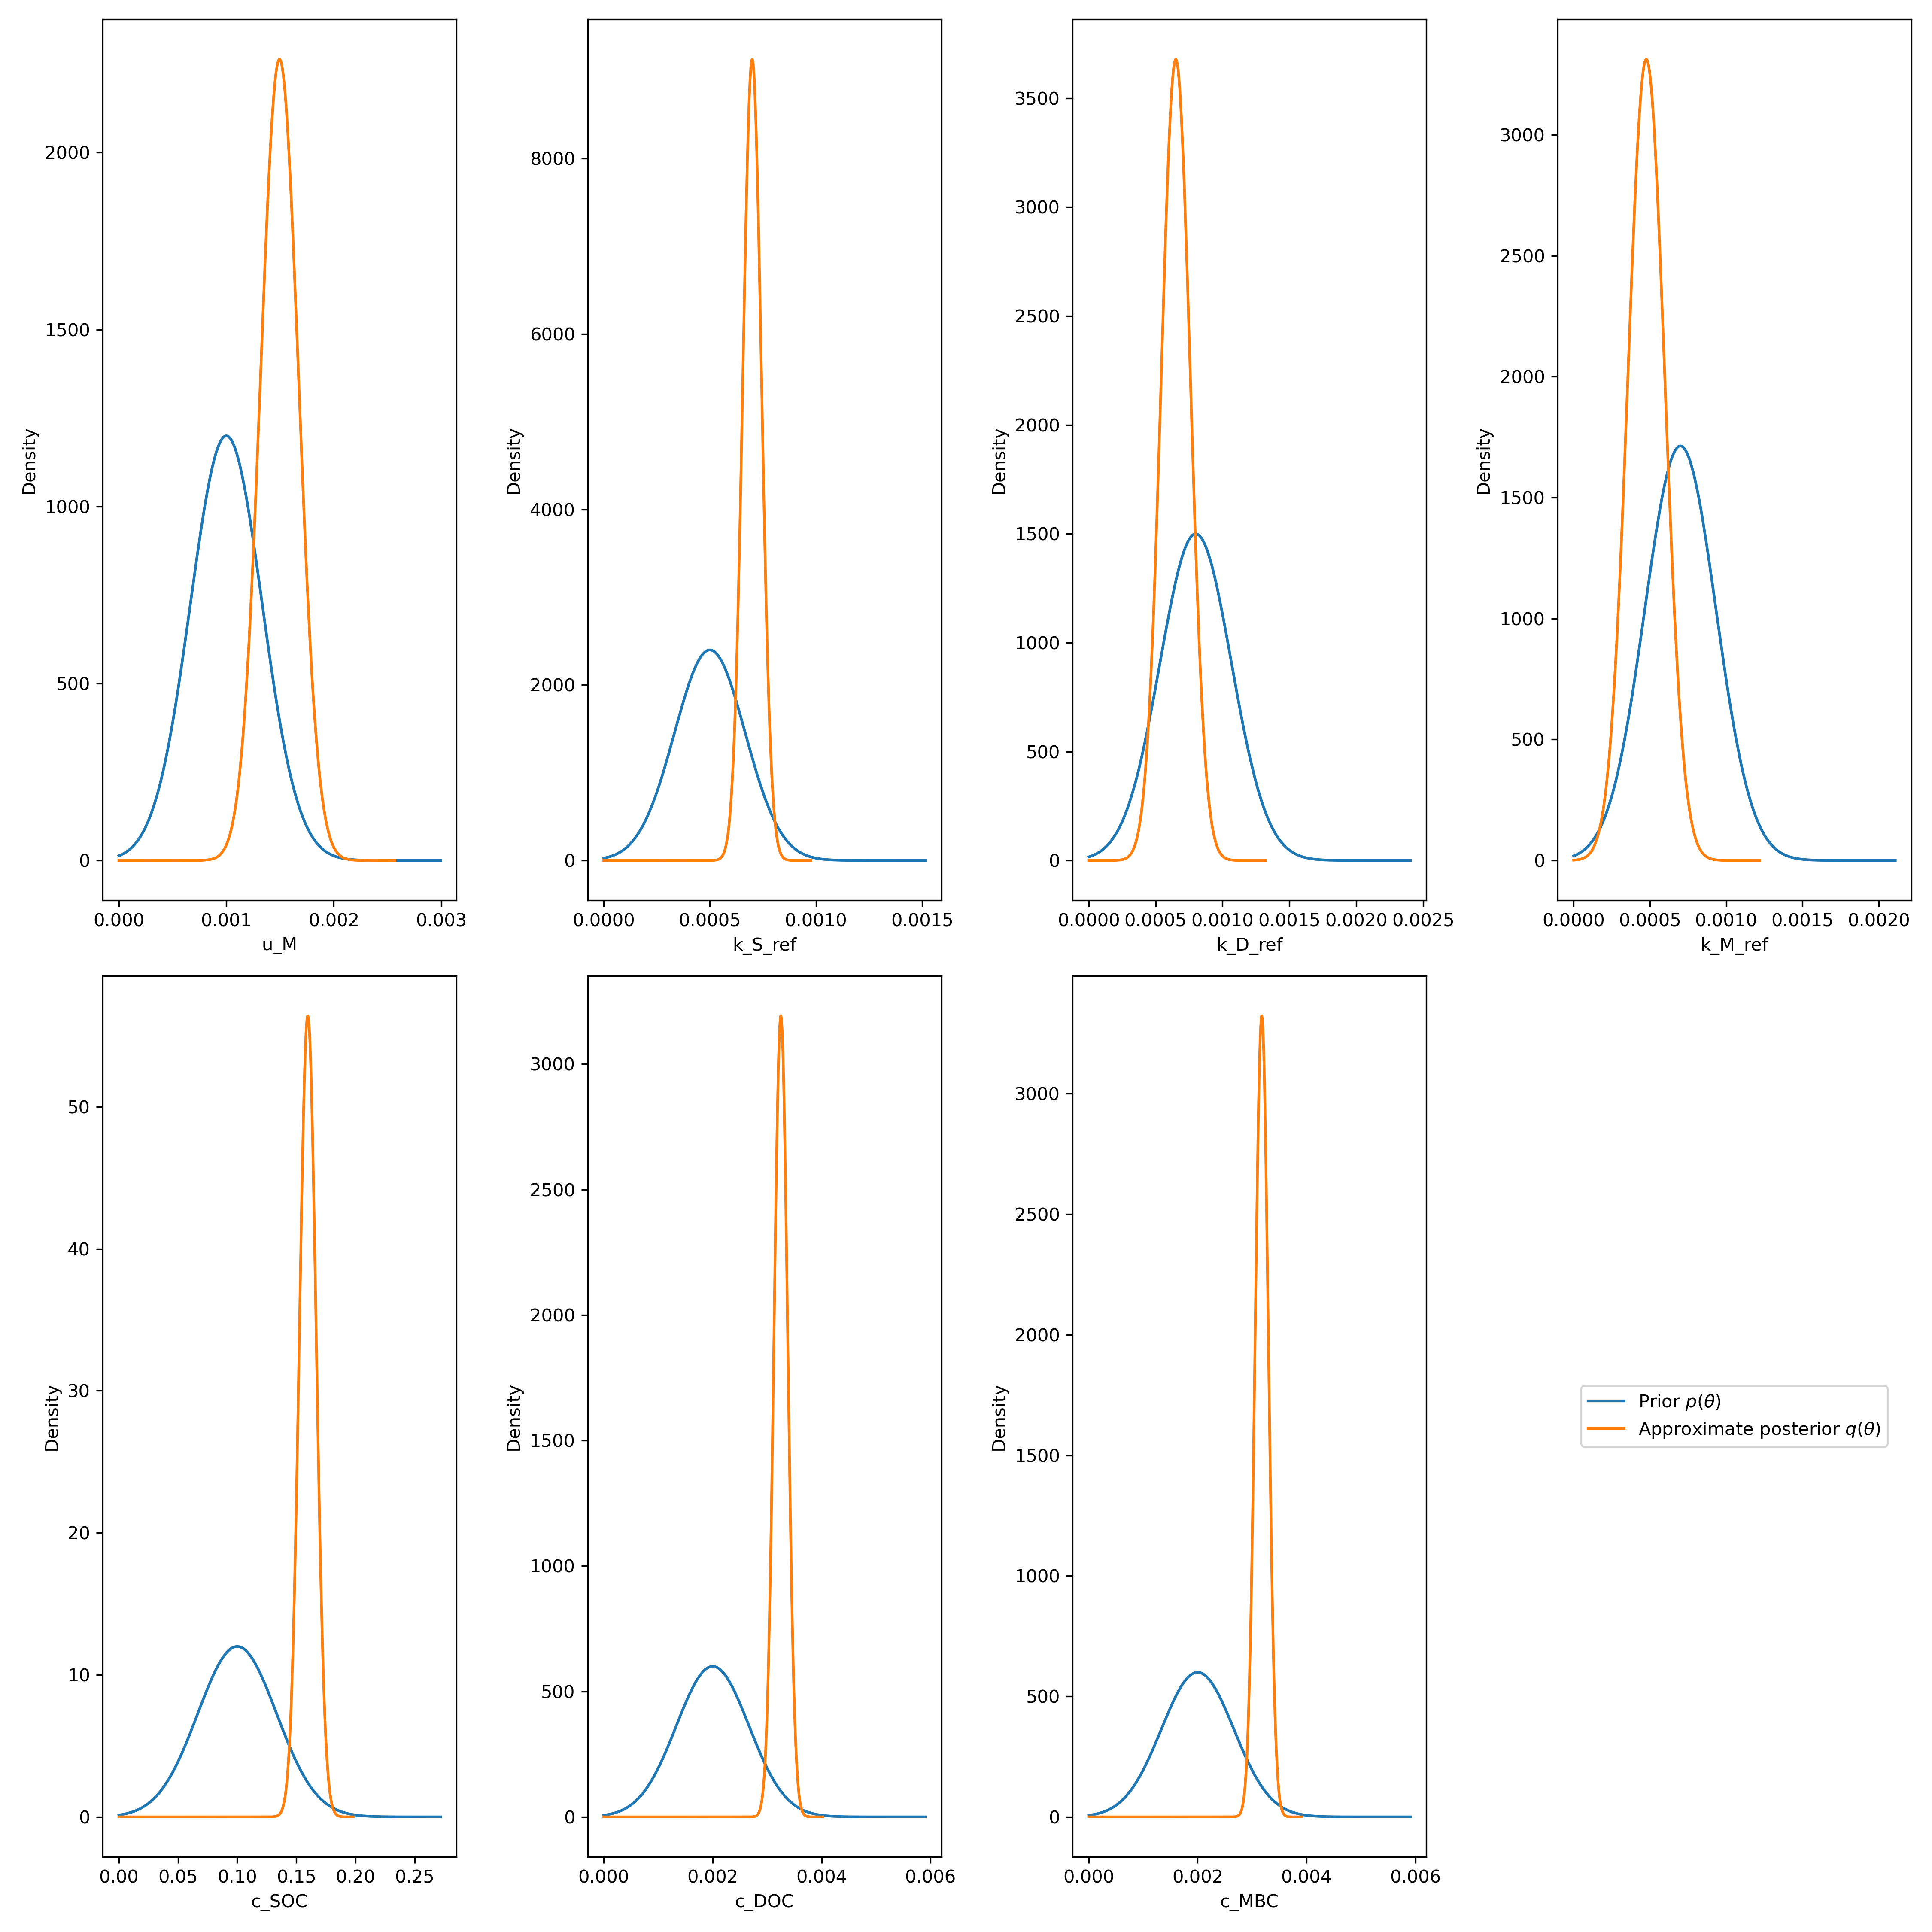 Density
2000
1500
1000
500
0
0.000 0.001 0.002 0.003
u_M
Density
8000
6000
4000
2000
0
0.0000 0.0005 0.0010 0.0015
k_S_ref
Density
3500
3000
2500
2000
1500
1000
500
0
0.0000 0.0005 0.0010 0.0015 0.0020 0.0025
k_D_ref
Density
3000
2500
2000
1500
1000
500
0
0.0000 0.0005 0.0010 0.0015 0.0020
k_M_ref
Density
50
40
30
20
10
0
0.00 0.05 0.10 0.15 0.20 0.25
c_SOC
Density
3000
2500
2000
1500
1000
500
0
0.000 0.002 0.004 0.006
c_DOC
Density
3000
2500
2000
1500
1000
500
0
0.000 0.002 0.004 0.006
c_MBC
Prior p(θ)
Approximate posterior q(θ)